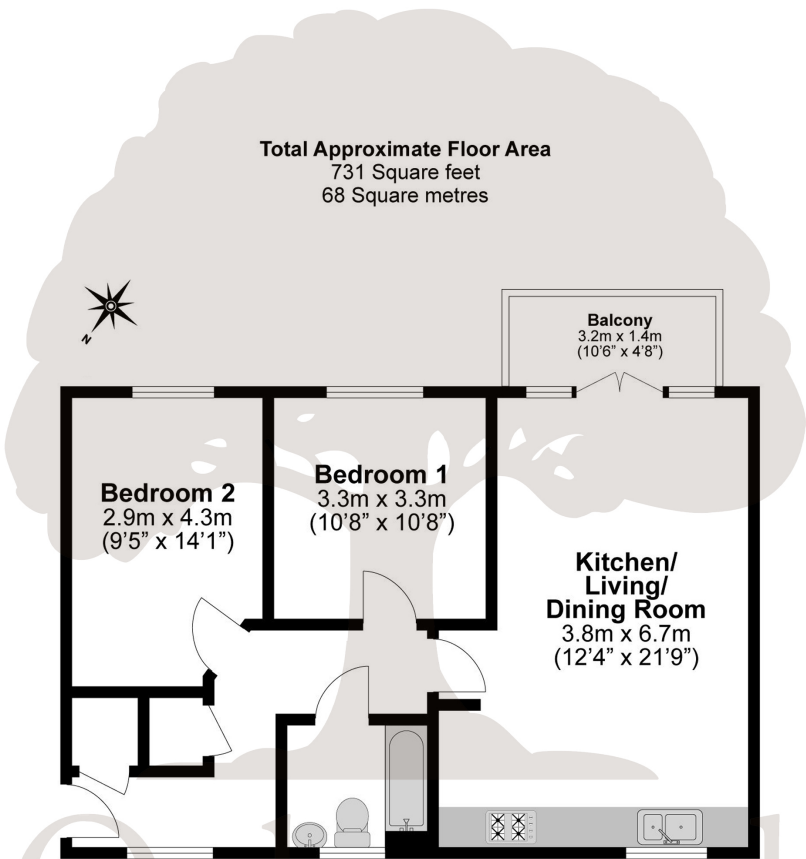 Total Approximate Floor Area
731 Square feet
68 Square metres
N
Balcony
3.2m x 1.4m
(10'6" x 4'8")
Bedroom 2
2.9m x 4.3m
(9'5" x 14'1")
Bedroom 1
3.3m x 3.3m
(10'8" x 10'8")
Kitchen/
Living/
Dining Room
3.8m x 6.7m
(12'4" x 21'9")